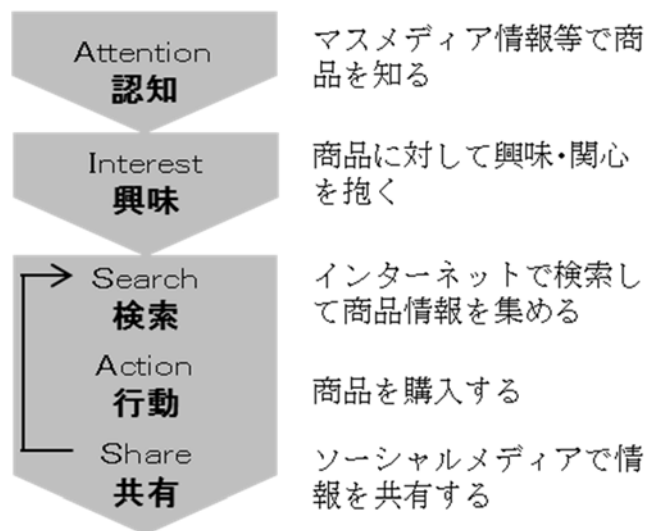 Attention
認知
マスメディア情報等で商
品を知る
Interest
興味
商品に対して興味・関心
を抱く
Search
検索
インターネットで検索し
て商品情報を集める
Action
行動
商品を購入する
Share
共有
ソーシャルメディアで情
報を共有する